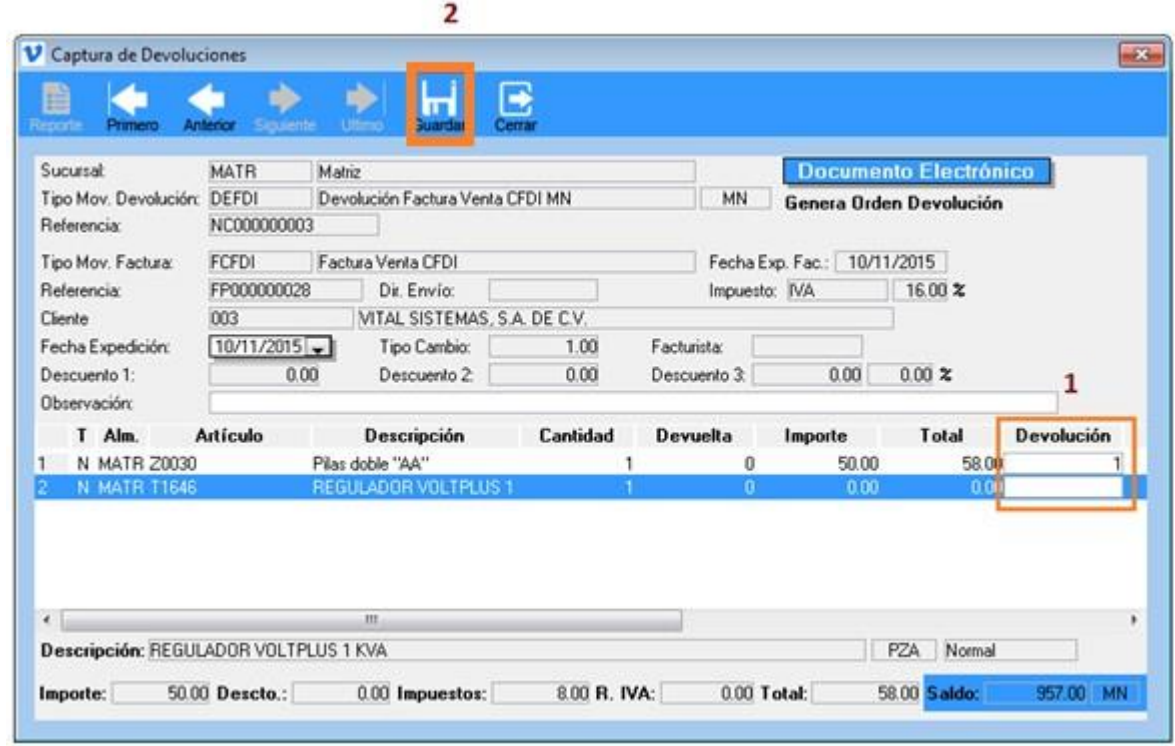 2
Captura de Devoluciones
Reporte Primero Anterior Siguiente Ultimo Guardar Cerrar
Sucursal: MATR Matriz Documento Electrónico
Tipo Mov. Devolución: DEFDI Devolución Factura Venta CFDI MN MN Genera Orden Devolución
Referencia: NC000000003
Tipo Mov. Factura: FCFDI Factura Venta CFDI Fecha Exp. Fac.: 10/11/2015
Referencia: FP000000028 Dir. Envío: Impuesto: IVA 16.00 %
Cliente 003 VITAL SISTEMAS, S.A. DE C.V.
Fecha Expedición: 10/11/2015 Tipo Cambio: 1.00 Facturista:
Descuento 1: 0.00 Descuento 2: 0.00 Descuento 3: 0.00 0.00 %
1
Observación:
T Alm. Artículo Descripción Cantidad Devuelta Importe Total Devolución
1 N MATR Z0030 Pilas doble "AA" 1 0 50.00 58.00 1
2 N MATR T1646 REGULADOR VOLTPLUS 1 1 0 0.00 0.00
Descripción: REGULADOR VOLTPLUS 1 KVA PZA Normal
Importe: 50.00 Descto.: 0.00 Impuestos: 8.00 R. IVA: 0.00 Total: 58.00 Saldo: 957.00 MN